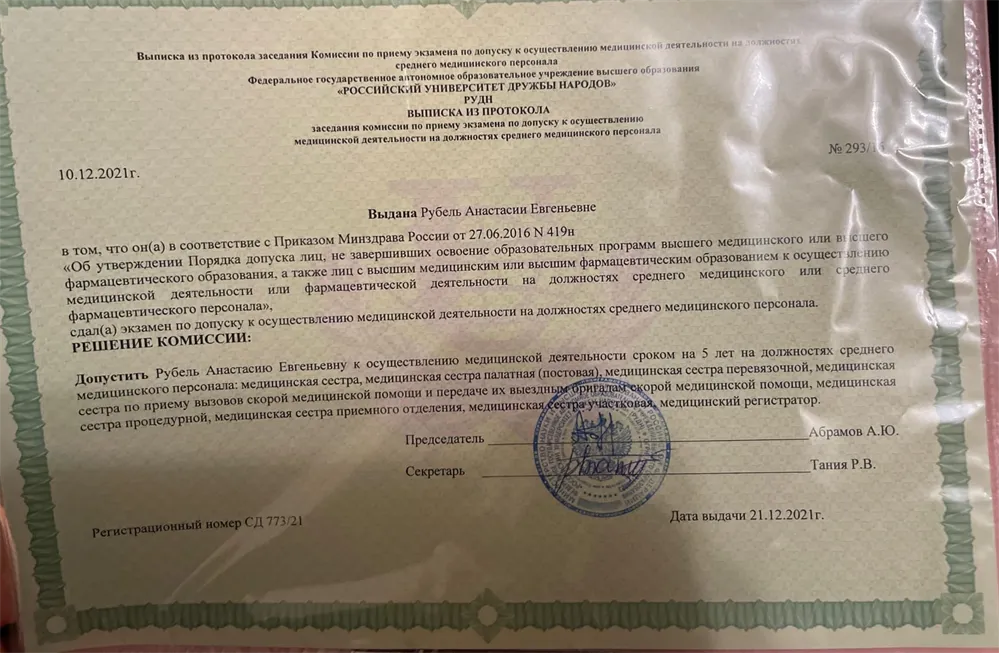 Выписка из протокола заседания Комиссии по приему экзамена по допуску к осуществлению медицинской деятельности на должностях
среднего медицинского персонала
Федеральное государственное автономное образовательное учреждение высшего образования
«РОССИЙСКИЙ УНИВЕРСИТЕТ ДРУЖБЫ НАРОДОВ»
РУДН
ВЫПИСКА ИЗ ПРОТОКОЛА
заседания комиссии по приему экзамена по допуску к осуществлению
медицинской деятельности на должностях среднего медицинского персонала
№ 293/
10.12.2021г.
Выдана Рубель Анастасии Евгеньевне
в том, что он(а) в соответствие с Приказом Минздрава России от 27.06.2016 N 419н
«Об утверждении Порядка допуска лиц, не завершивших освоение образовательных программ высшего медицинского или высшего
фармацевтического образования, а также лиц с высшим медицинским или высшим фармацевтическим образованием к осуществлению
медицинской деятельности или фармацевтической деятельности на должностях среднего медицинского или среднего
фармацевтического персонала»,
сдал(а) экзамен по допуску к осуществлению медицинской деятельности на должностях среднего медицинского персонала.
РЕШЕНИЕ КОМИССИИ:
Допустить Рубель Анастасию Евгеньевну к осуществлению медицинской деятельности сроком на 5 лет на должностях среднего
медицинского персонала: медицинская сестра, медицинская сестра палатная (постовая), медицинская сестра перевязочной, медицинская
сестра по приему вызовов скорой медицинской помощи и передаче их выездным бригадам скорой медицинской помощи, медицинская
сестра процедурной, медицинская сестра приемного отделения, медицинская сестра участковая, медицинский регистратор.
Председатель Абрамов А.Ю.
Секретарь Тания Р.В.
Регистрационный номер СД 773/21
Дата выдачи 21.12.2021г.